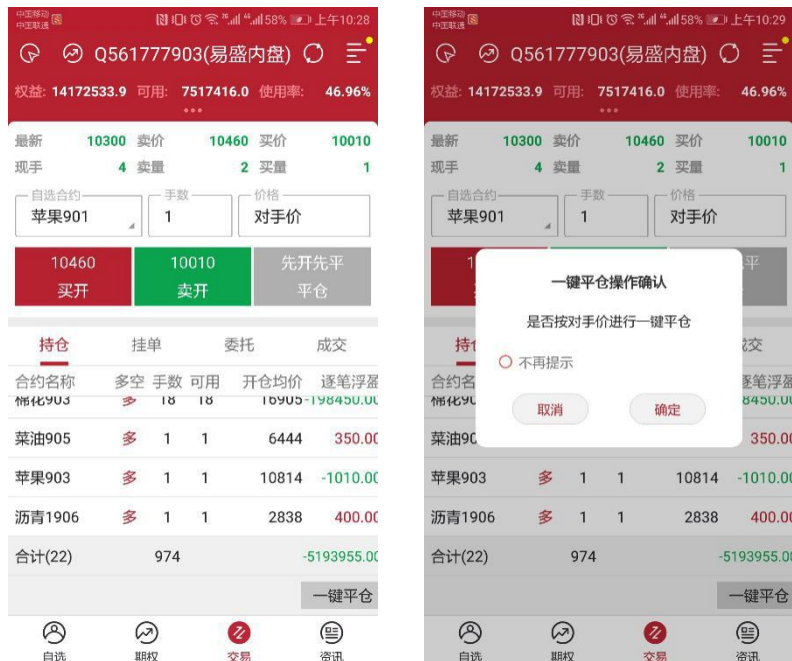 中国移动
中国联通
58% 上午10:28
Q561777903(易盛内盘)
权益: 14172533.9 可用: 7517416.0 使用率: 46.96%
最新 10300 卖价 10460 买价 10010
现手 4 卖量 2 买量 1
自选合约 手数 价格
苹果901 1 对手价
10460 10010 先开先平
买开 卖开 平仓
持仓 挂单 委托 成交
合约名称 多空 手数 可用 开仓均价 逐笔浮盈
棉花903 多 18 18 16905 -198450.00
菜油905 多 1 1 6444 350.00
苹果903 多 1 1 10814 -1010.00
沥青1906 多 1 1 2838 400.00
合计(22) 974 -5193955.00
一键平仓
自选 期权 交易 资讯
中国移动
中国联通
58% 上午10:29
Q561777903(易盛内盘)
权益: 14172533.9 可用: 7517416.0 使用率: 46.96%
最新 10300 卖价 10460 买价 10010
现手 4 卖量 2 买量 1
自选合约 手数 价格
苹果901 1 对手价
一键平仓操作确认
是否按对手价进行一键平仓
不再提示
取消 确定
持 成交
合约名 逐笔浮盈
棉花90 8450.00
菜油90 350.00
苹果903 多 1 1 10814 -1010.00
沥青1906 多 1 1 2838 400.00
合计(22) 974 -5193955.00
一键平仓
自选 期权 交易 资讯